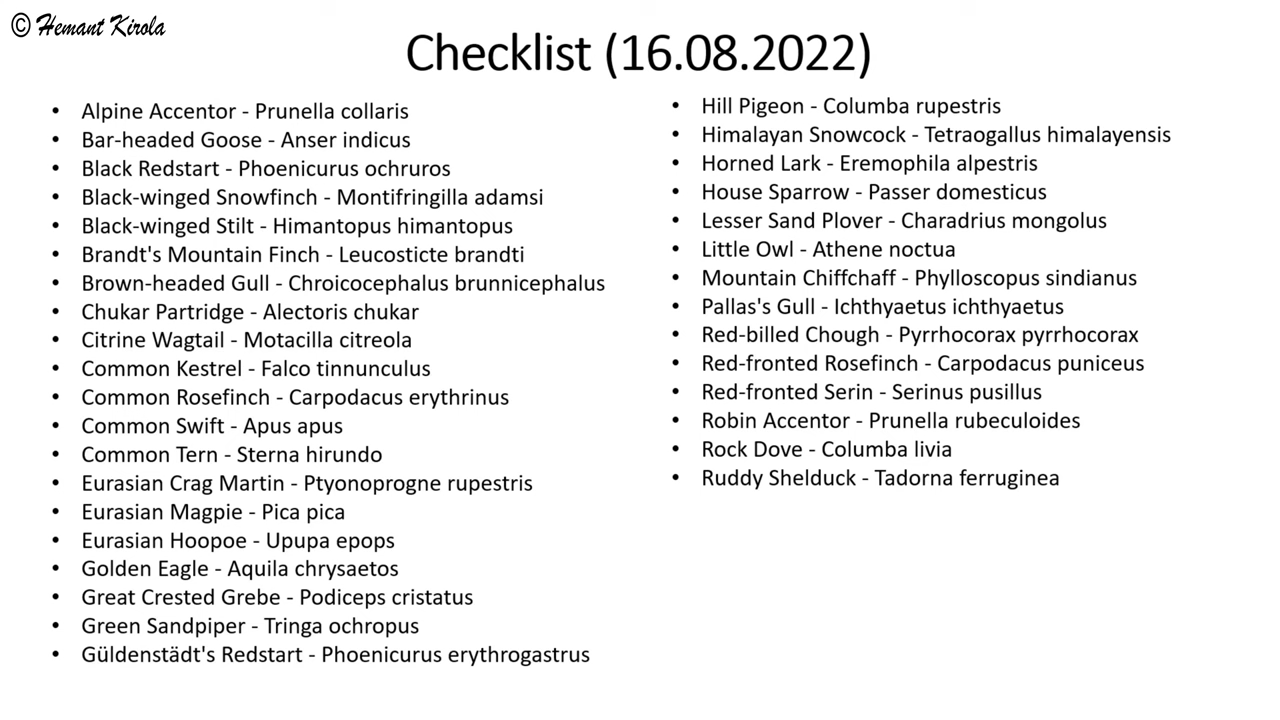 © Hemant Kirola
Checklist (16.08.2022)
• Alpine Accentor - Prunella collaris
• Bar-headed Goose - Anser indicus
• Black Redstart - Phoenicurus ochruros
• Black-winged Snowfinch - Montifringilla adamsi
• Black-winged Stilt - Himantopus himantopus
• Brandt's Mountain Finch - Leucosticte brandti
• Brown-headed Gull - Chroicocephalus brunnicephalus
• Chukar Partridge - Alectoris chukar
• Citrine Wagtail - Motacilla citreola
• Common Kestrel - Falco tinnunculus
• Common Rosefinch - Carpodacus erythrinus
• Common Swift - Apus apus
• Common Tern - Sterna hirundo
• Eurasian Crag Martin - Ptyonoprogne rupestris
• Eurasian Magpie - Pica pica
• Eurasian Hoopoe - Upupa epops
• Golden Eagle - Aquila chrysaetos
• Great Crested Grebe - Podiceps cristatus
• Green Sandpiper - Tringa ochropus
• Güldenstädt's Redstart - Phoenicurus erythrogastrus
• Hill Pigeon - Columba rupestris
• Himalayan Snowcock - Tetraogallus himalayensis
• Horned Lark - Eremophila alpestris
• House Sparrow - Passer domesticus
• Lesser Sand Plover - Charadrius mongolus
• Little Owl - Athene noctua
• Mountain Chiffchaff - Phylloscopus sindianus
• Pallas's Gull - Ichthyaetus ichthyaetus
• Red-billed Chough - Pyrrhocorax pyrrhocorax
• Red-fronted Rosefinch - Carpodacus puniceus
• Red-fronted Serin - Serinus pusillus
• Robin Accentor - Prunella rubeculoides
• Rock Dove - Columba livia
• Ruddy Shelduck - Tadorna ferruginea